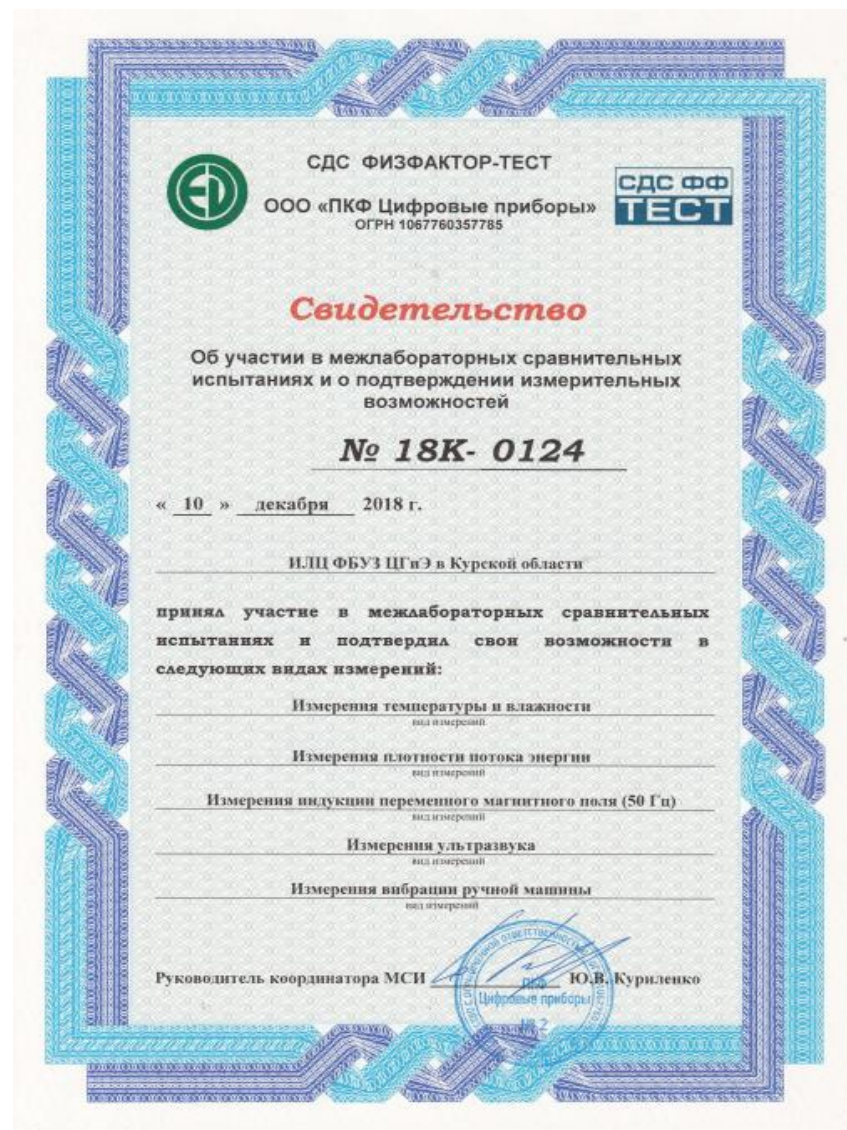 СДС ФИЗФАКТОР-ТЕСТ
ООО «ПКФ Цифровые приборы»
ОГРН 1067760357785
СДС ФФ
ТЕСТ
Свидетельство
Об участии в межлабораторных сравнительных
испытаниях и о подтверждении измерительных
возможностей
№ 18К- 0124
« 10 » декабря 2018 г.
ИЛЦ ФБУЗ ЦГиЭ в Курской области
принял участие в межлабораторных сравнительных
испытаниях и подтвердил свои возможности в
следующих видах измерений:
Измерения температуры и влажности
вид измерений
Измерения плотности потока энергии
вид измерений
Измерения индукции переменного магнитного поля (50 Гц)
вид измерений
Измерения ультразвука
вид измерений
Измерения вибрации ручной машины
вид измерений
Руководитель координатора МСИ Ю.В. Куриленко
ПКФ
Цифровые приборы
№ 2